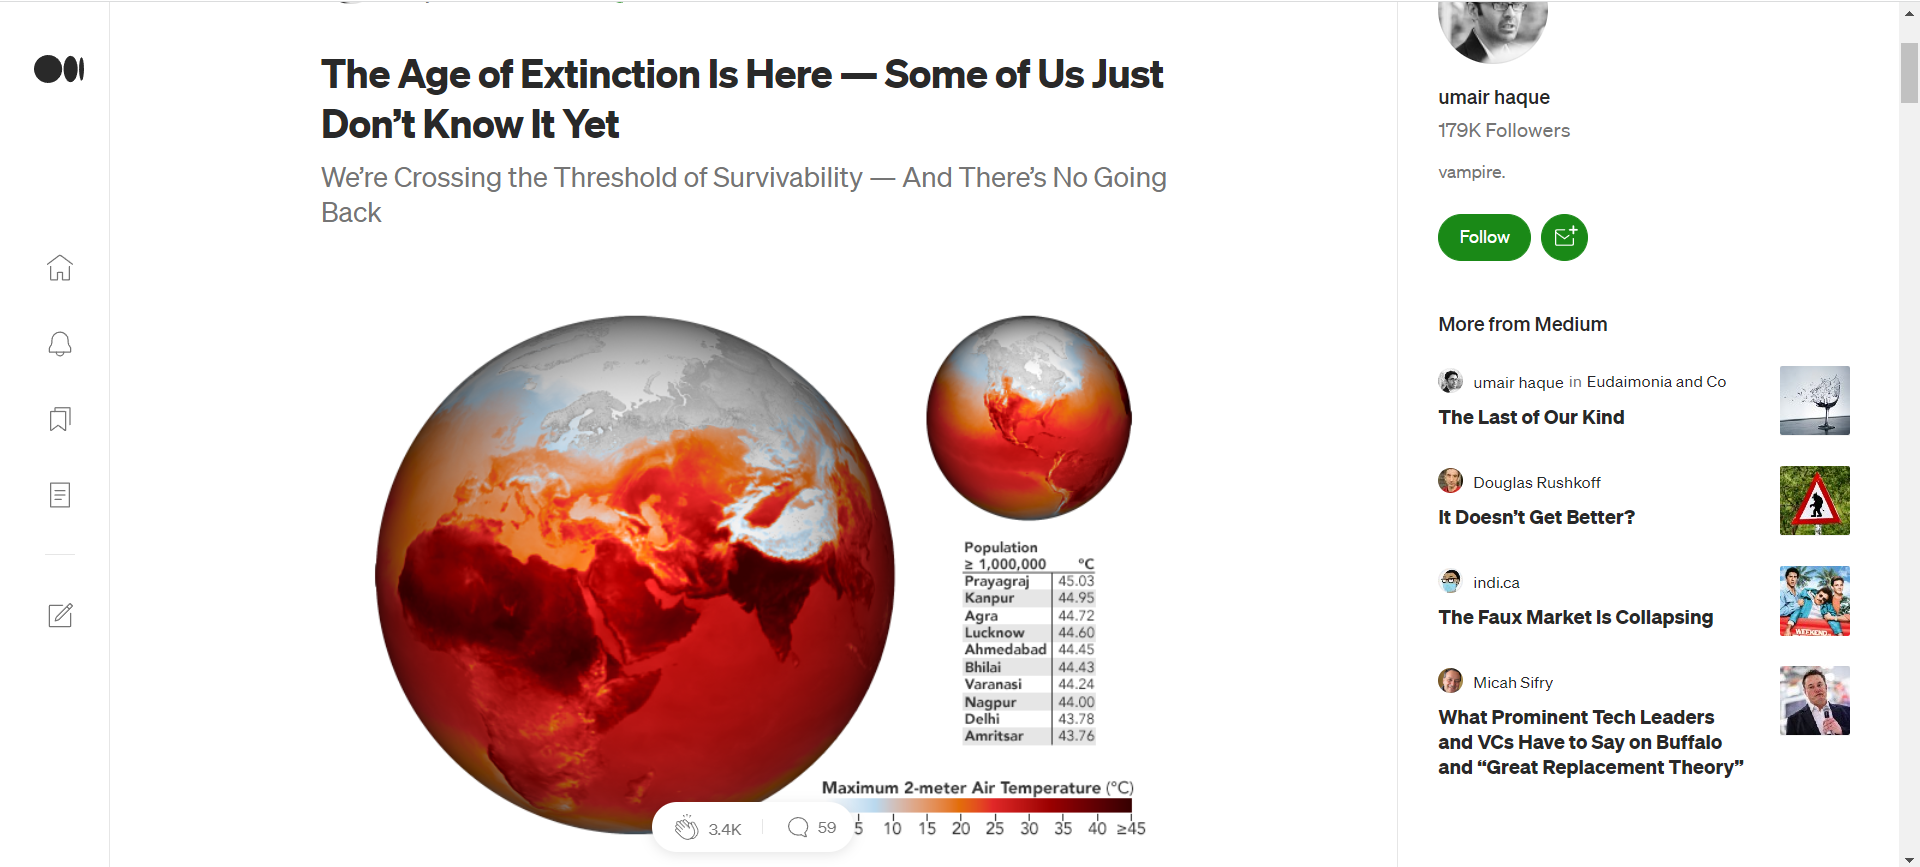 The Age of Extinction Is Here — Some of Us Just
Don’t Know It Yet
We’re Crossing the Threshold of Survivability — And There’s No Going
Back
Population
≥ 1,000,000 °C
Prayagraj 45.03
Kanpur 44.95
Agra 44.72
Lucknow 44.60
Ahmedabad 44.45
Bhilai 44.43
Varanasi 44.24
Nagpur 44.00
Delhi 43.78
Amritsar 43.76
Maximum 2-meter Air Temperature (°C)
5 10 15 20 25 30 35 40 ≥45
3.4K 59
umair haque
179K Followers
vampire.
Follow
More from Medium
umair haque in Eudaimonia and Co
The Last of Our Kind
Douglas Rushkoff
It Doesn’t Get Better?
indi.ca
The Faux Market Is Collapsing
WEEKEND
Micah Sifry
What Prominent Tech Leaders
and VCs Have to Say on Buffalo
and “Great Replacement Theory”